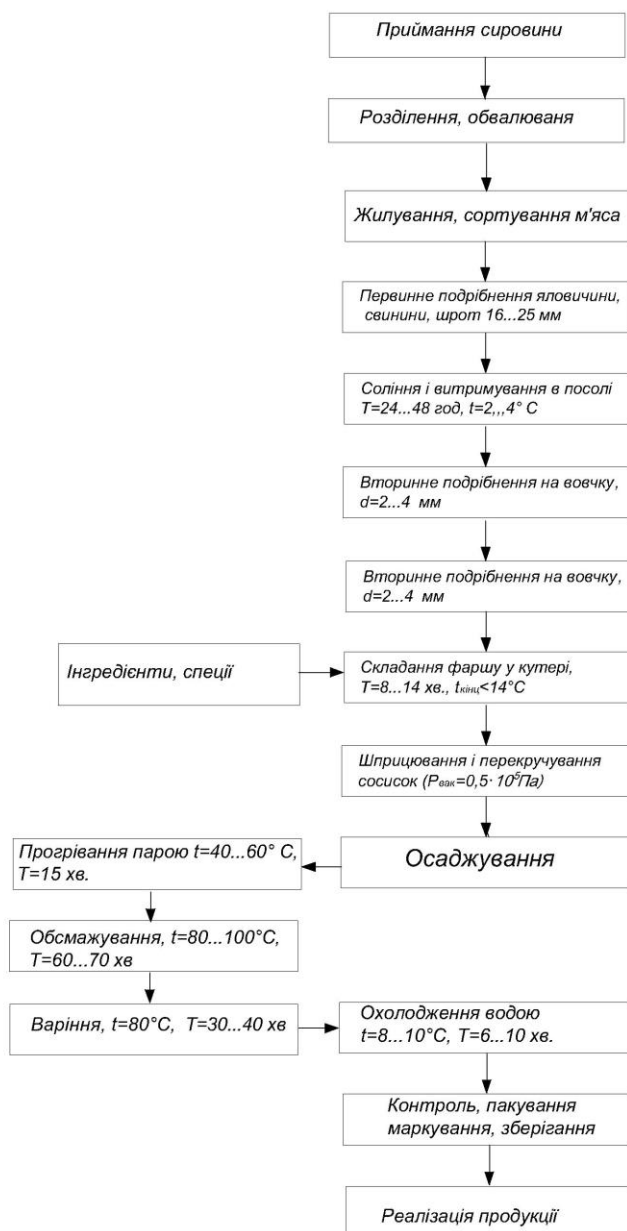 Приймання сировини
Розділення, обвалюваня
Жилування, сортування м'яса
Первинне подрібнення яловичини,
свинини, шрот 16...25 мм
Соління і витримування в посолі
T=24...48 год, t=2,,,4° C
Вторинне подрібнення на вовчку,
d=2...4 мм
Вторинне подрібнення на вовчку,
d=2...4 мм
Інгредієнти, спеції
Складання фаршу у кутері,
T=8...14 хв., tкінц<14°C
Шприцювання і перекручування
сосисок (Pвак=0,5· 10⁵Па)
Осаджування
Прогрівання парою t=40...60° C,
T=15 хв.
Обсмажування, t=80...100°C,
T=60...70 хв
Варіння, t=80°C, T=30...40 хв
Охолодження водою
t=8...10°C, T=6...10 хв.
Контроль, пакування
маркування, зберігання
Реалізація продукції